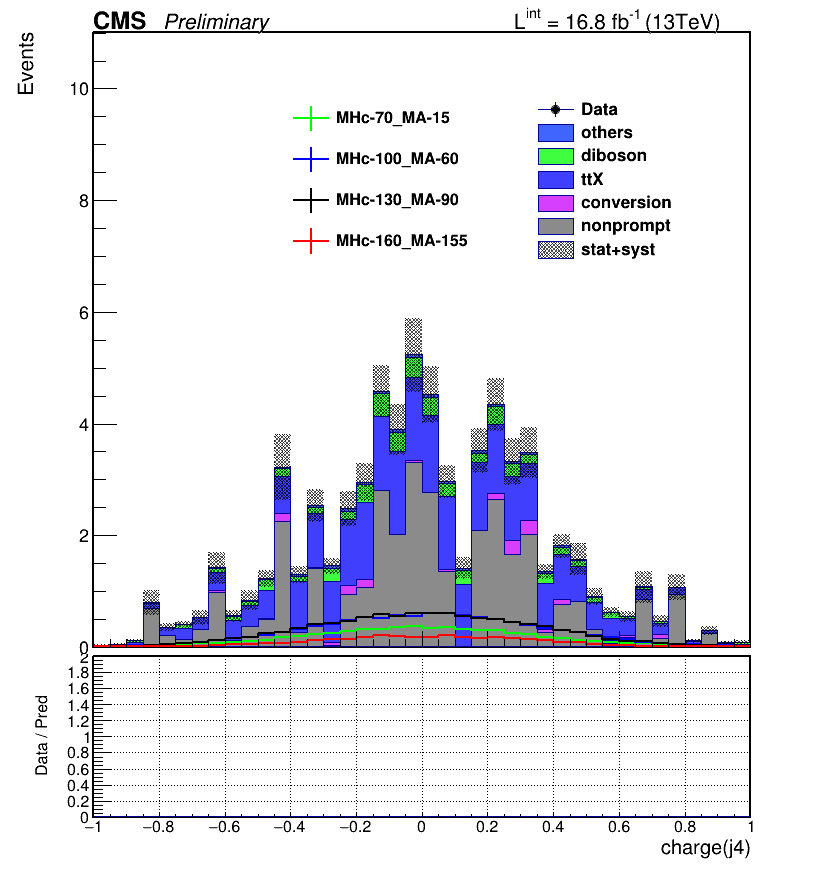 CMS Preliminary L^int = 16.8 fb^-1 (13TeV)
Events
10
8
6
4
2
0
MHc-70_MA-15
MHc-100_MA-60
MHc-130_MA-90
MHc-160_MA-155
Data
others
diboson
ttX
conversion
nonprompt
stat+syst
Data / Pred
2
1.8
1.6
1.4
1.2
1
0.8
0.6
0.4
0.2
0
−1 −0.8 −0.6 −0.4 −0.2 0 0.2 0.4 0.6 0.8 1
charge(j4)